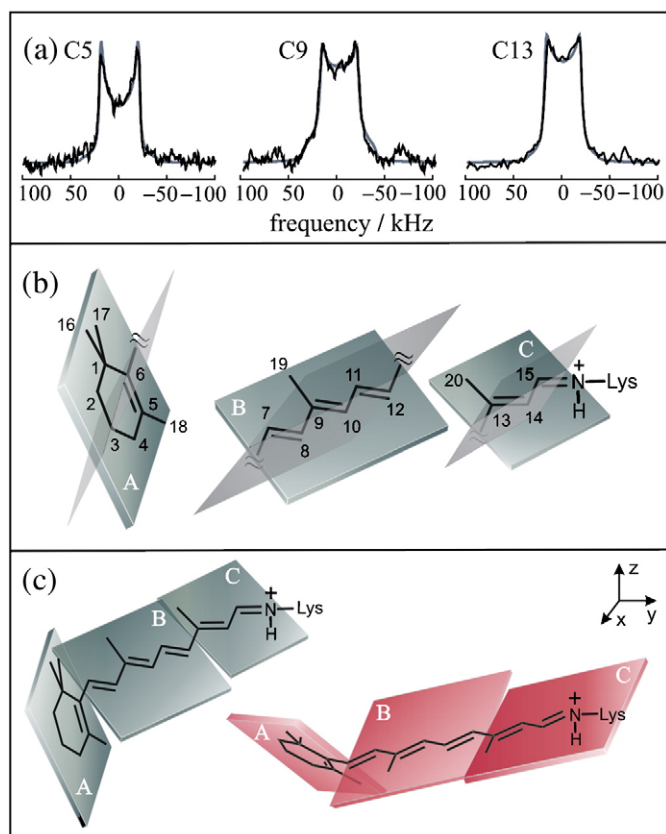 (a) C5 C9 C13
100 50 0 -50 -100 100 50 0 -50 -100 100 50 0 -50 -100
frequency / kHz
(b)
17
16
1
6
2
5
3
4
18
A
19
11
B
7
9
10
12
8
C
20
15
+
N
Lys
H
13
14
(c)
C
B
+
N
Lys
H
A
z
x
y
C
B
+
N
Lys
H
A